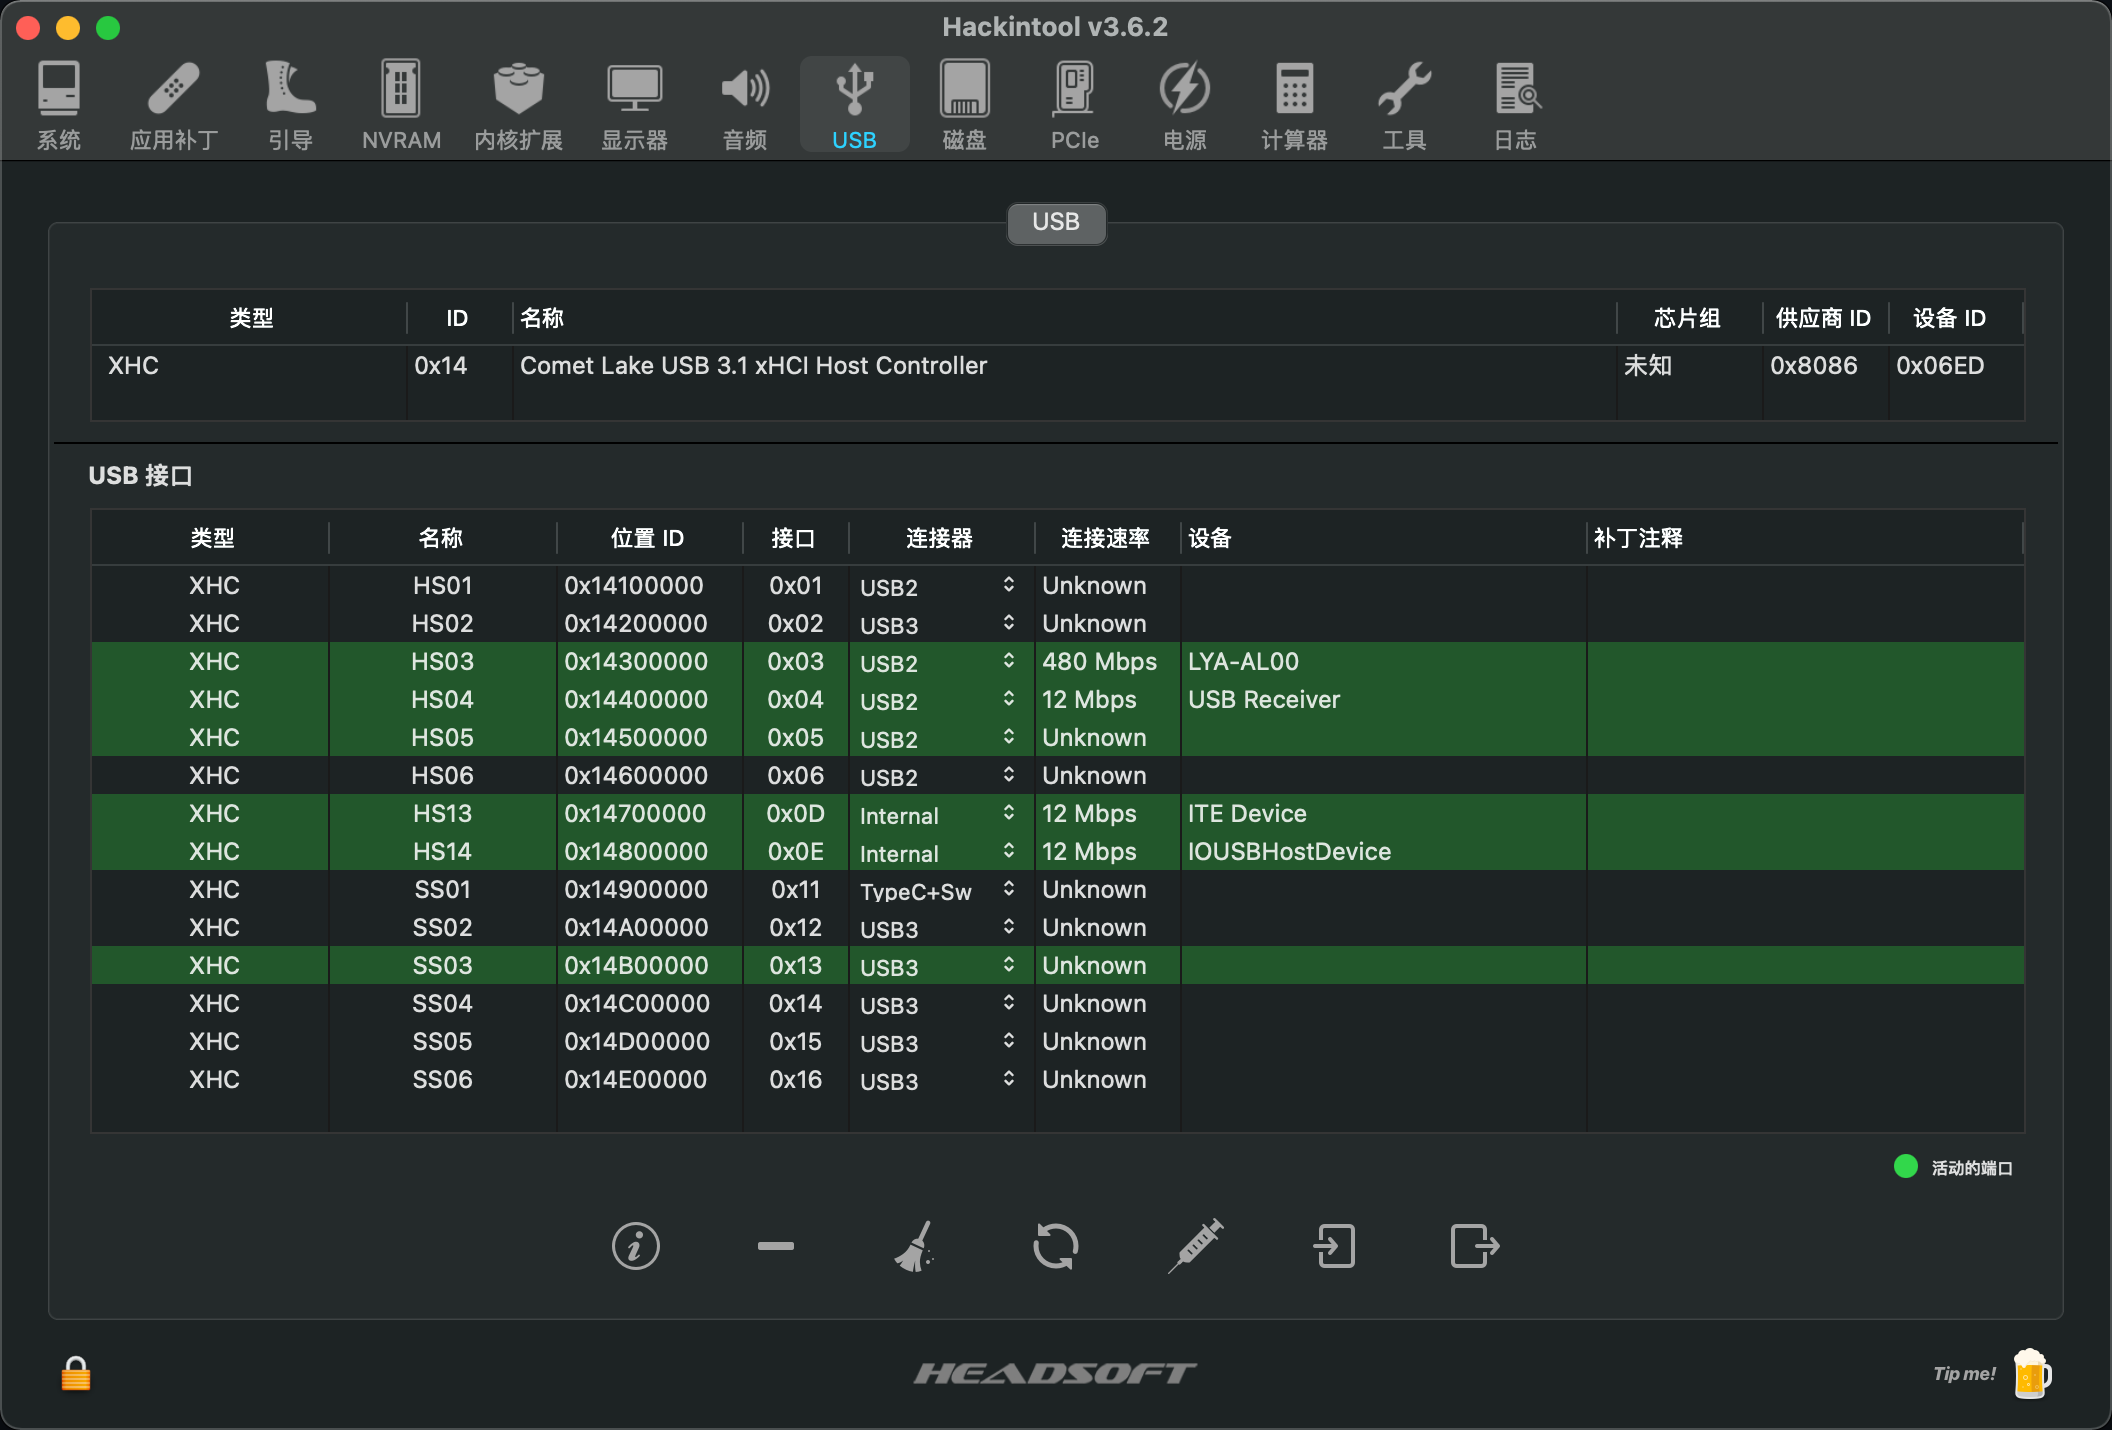 Hackintool v3.6.2
系统 应用补丁 引导 NVRAM 内核扩展 显示器 音频 USB 磁盘 PCIe 电源 计算器 工具 日志
USB
类型 ID 名称 芯片组 供应商 ID 设备 ID
XHC 0x14 Comet Lake USB 3.1 xHCI Host Controller 未知 0x8086 0x06ED
USB 接口
类型 名称 位置 ID 接口 连接器 连接速率 设备 补丁注释
XHC HS01 0x14100000 0x01 USB2 Unknown
XHC HS02 0x14200000 0x02 USB3 Unknown
XHC HS03 0x14300000 0x03 USB2 480 Mbps LYA-AL00
XHC HS04 0x14400000 0x04 USB2 12 Mbps USB Receiver
XHC HS05 0x14500000 0x05 USB2 Unknown
XHC HS06 0x14600000 0x06 USB2 Unknown
XHC HS13 0x14700000 0x0D Internal 12 Mbps ITE Device
XHC HS14 0x14800000 0x0E Internal 12 Mbps IOUSBHostDevice
XHC SS01 0x14900000 0x11 TypeC+Sw Unknown
XHC SS02 0x14A00000 0x12 USB3 Unknown
XHC SS03 0x14B00000 0x13 USB3 Unknown
XHC SS04 0x14C00000 0x14 USB3 Unknown
XHC SS05 0x14D00000 0x15 USB3 Unknown
XHC SS06 0x14E00000 0x16 USB3 Unknown
活动的端口
HEADSOFT
Tip me!